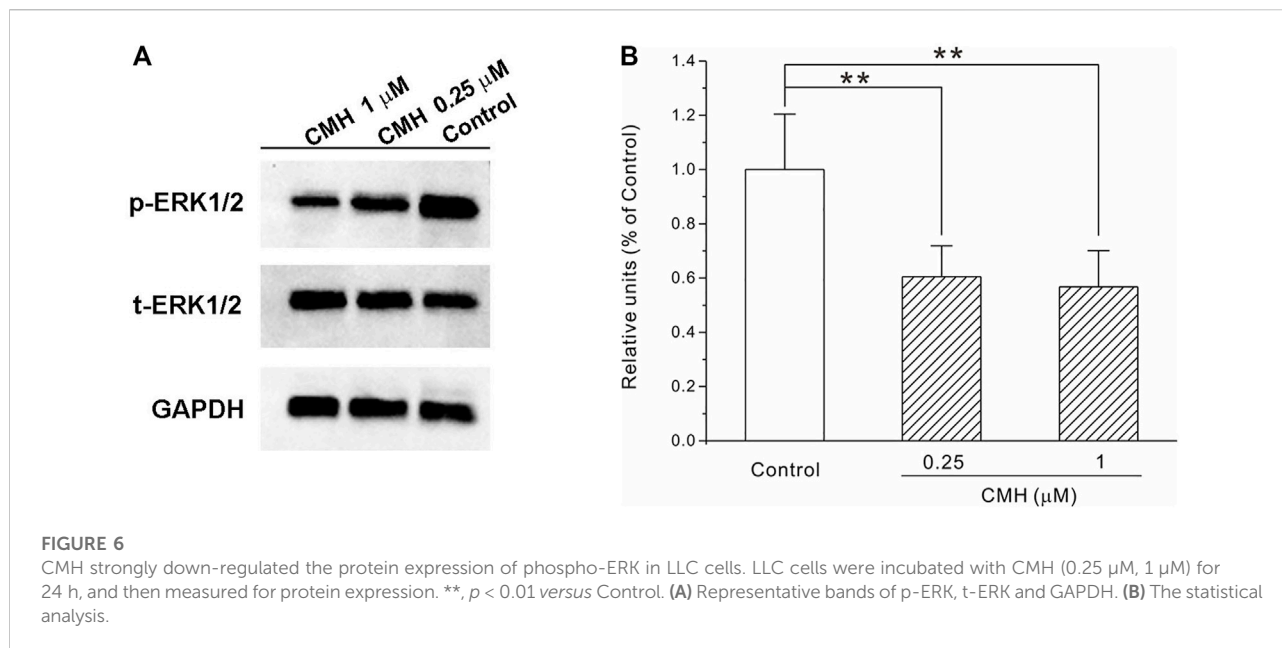 A
CMH 1 μM
CMH 0.25 μM
Control
p-ERK1/2
t-ERK1/2
GAPDH
B
Relative units (% of Control)
1.4
1.2
1.0
0.8
0.6
0.4
0.2
0.0
**
**
Control
0.25
1
CMH (μM)
FIGURE 6
CMH strongly down-regulated the protein expression of phospho-ERK in LLC cells. LLC cells were incubated with CMH (0.25 μM, 1 μM) for
24 h, and then measured for protein expression. **, p < 0.01 versus Control. (A) Representative bands of p-ERK, t-ERK and GAPDH. (B) The statistical
analysis.